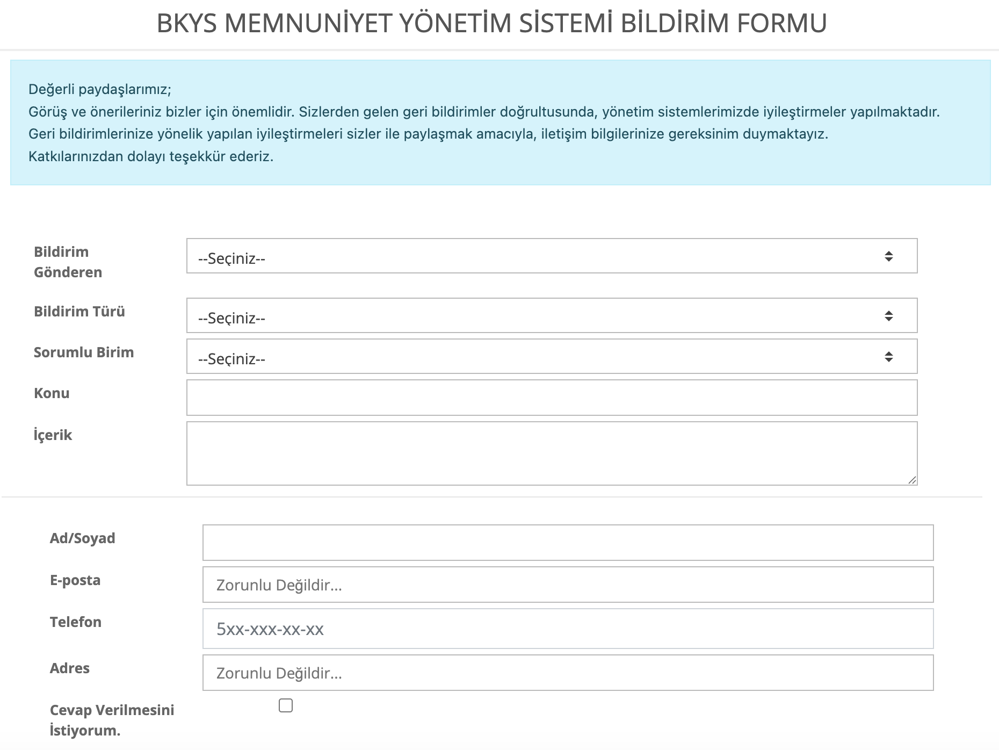 BKYS MEMNUNİYET YÖNETİM SİSTEMİ BİLDİRİM FORMU
Değerli paydaşlarımız;
Görüş ve önerileriniz bizler için önemlidir. Sizlerden gelen geri bildirimler doğrultusunda, yönetim sistemlerimizde iyileştirmeler yapılmaktadır.
Geri bildirimlerinize yönelik yapılan iyileştirmeleri sizler ile paylaşmak amacıyla, iletişim bilgilerinize gereksinim duymaktayız.
Katkılarınızdan dolayı teşekkür ederiz.
Bildirim
Gönderen
--Seçiniz--
Bildirim Türü
--Seçiniz--
Sorumlu Birim
--Seçiniz--
Konu
İçerik
Ad/Soyad
E-posta
Zorunlu Değildir...
Telefon
5xx-xxx-xx-xx
Adres
Zorunlu Değildir...
Cevap Verilmesini
İstiyorum.